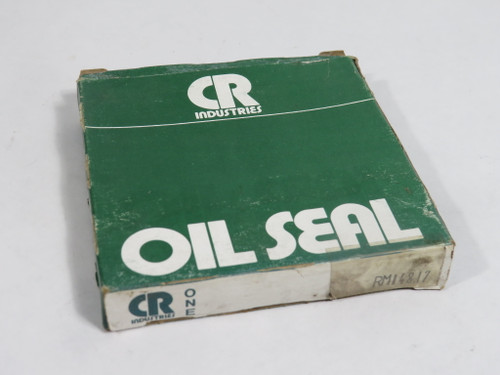 CR
INDUSTRIES
OIL SEAL
CR
INDUSTRIES
ONE